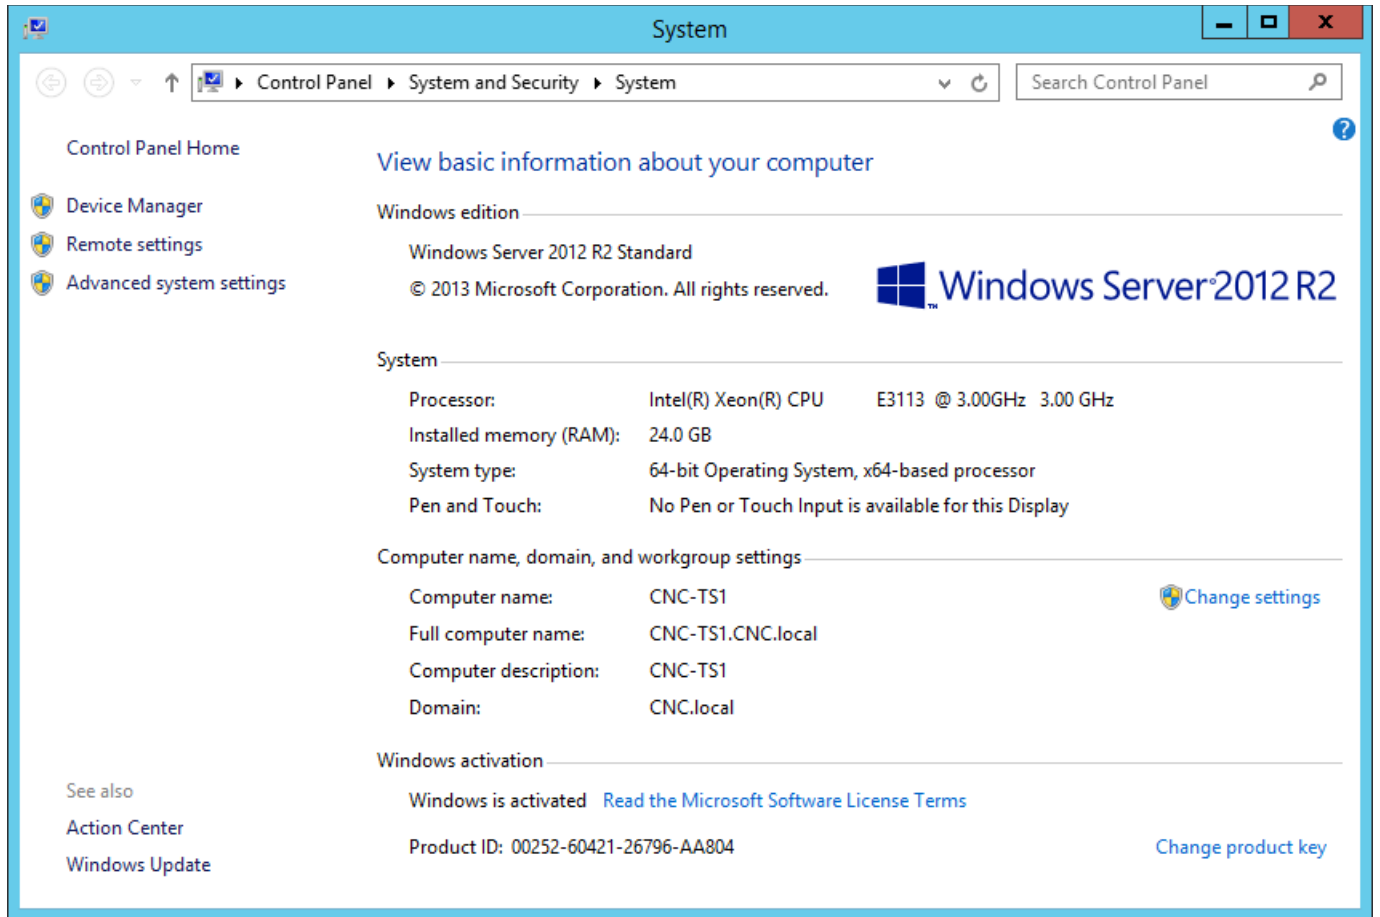 System
Control Panel System and Security System
Search Control Panel
Control Panel Home
Device Manager
Remote settings
Advanced system settings
See also
Action Center
Windows Update
View basic information about your computer
Windows edition
Windows Server 2012 R2 Standard
© 2013 Microsoft Corporation. All rights reserved.
Windows Server 2012 R2
System
Processor: Intel(R) Xeon(R) CPU E3113 @ 3.00GHz 3.00 GHz
Installed memory (RAM): 24.0 GB
System type: 64-bit Operating System, x64-based processor
Pen and Touch: No Pen or Touch Input is available for this Display
Computer name, domain, and workgroup settings
Computer name: CNC-TS1 Change settings
Full computer name: CNC-TS1.CNC.local
Computer description: CNC-TS1
Domain: CNC.local
Windows activation
Windows is activated Read the Microsoft Software License Terms
Product ID: 00252-60421-26796-AA804 Change product key